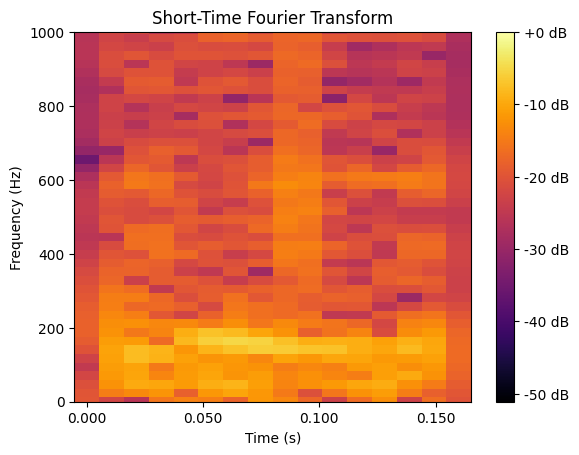 Short-Time Fourier Transform
1000
800
600
400
200
0
Frequency (Hz)
0.000
0.050
0.100
0.150
Time (s)
+0 dB
-10 dB
-20 dB
-30 dB
-40 dB
-50 dB